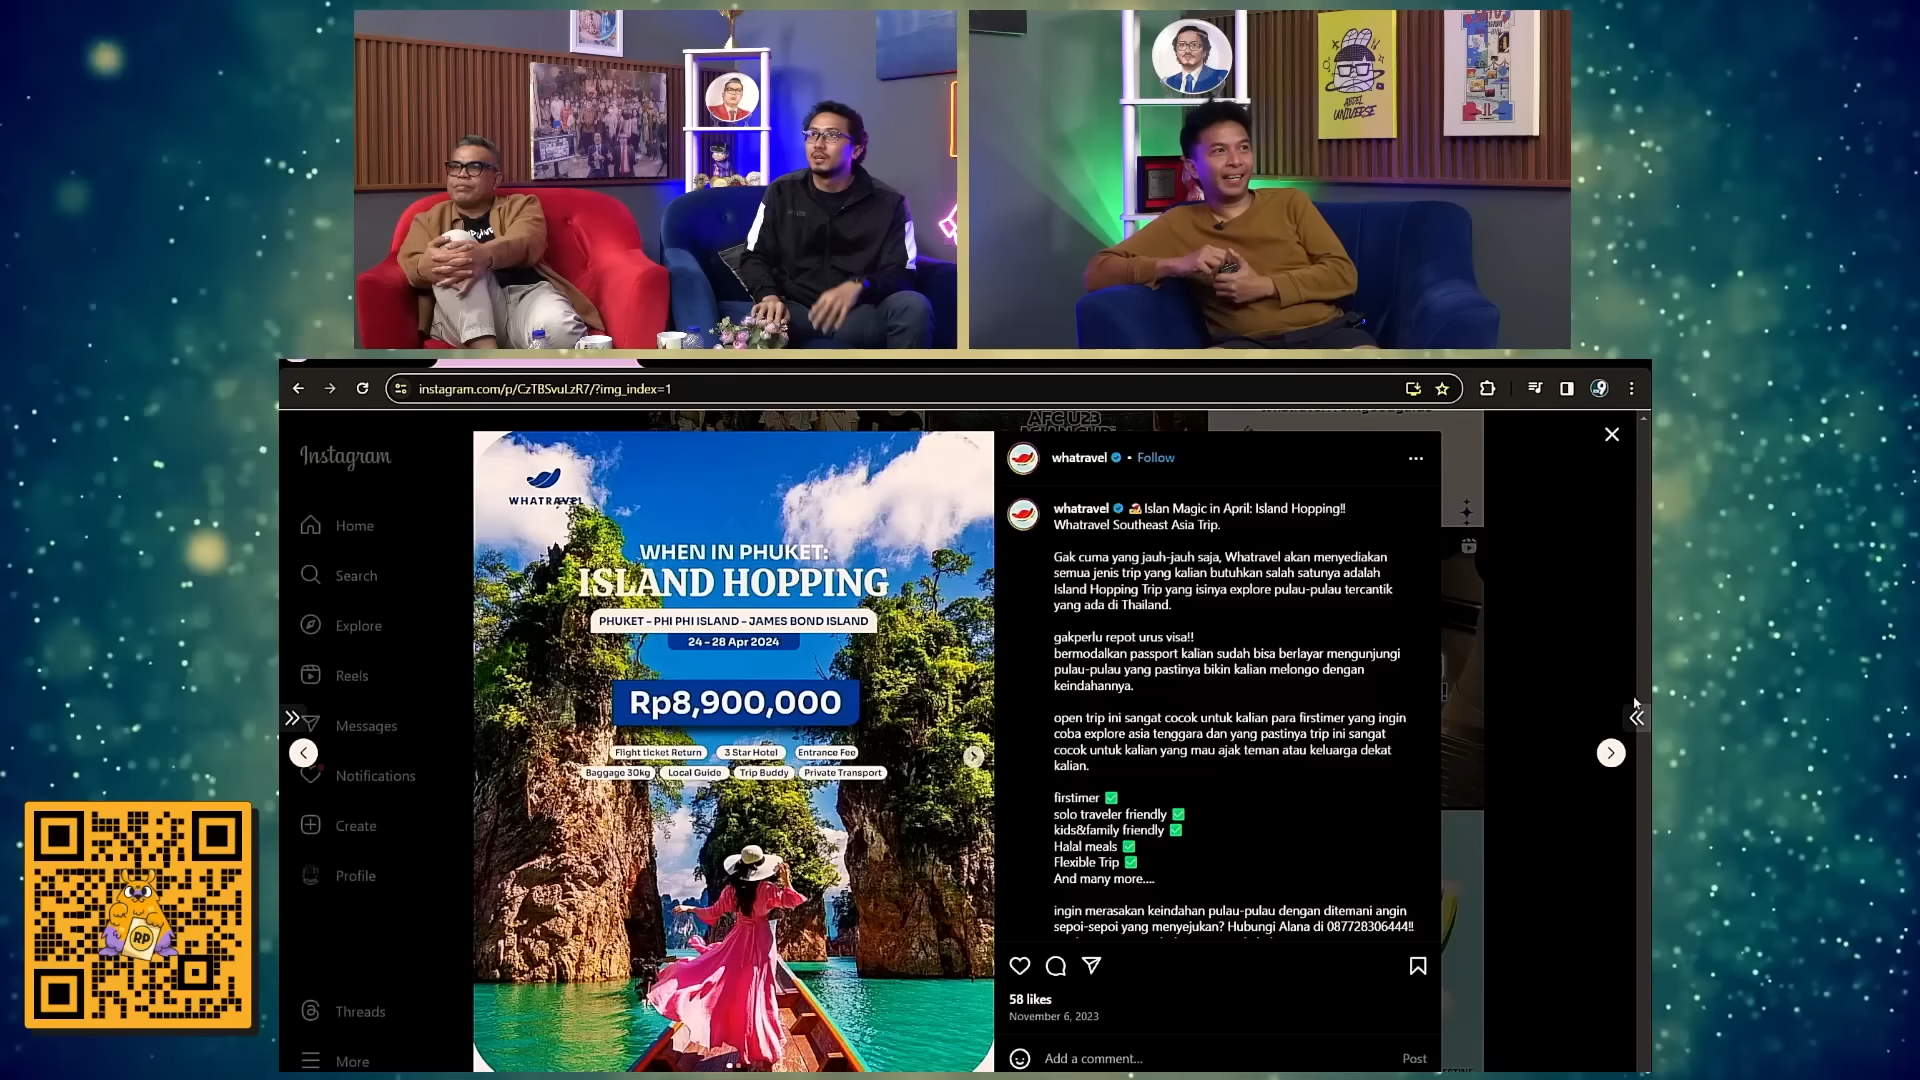 ABDEL
UNIVERSE
instagram.com/p/CzTBSvuLzR7/?img_index=1
AFC U23
Instagram
Home
Search
Explore
Reels
Messages
Notifications
Create
Profile
Threads
More
WHATRAVEL
WHEN IN PHUKET:
ISLAND HOPPING
PHUKET – PHI PHI ISLAND – JAMES BOND ISLAND
24 – 28 Apr 2024
Rp8,900,000
Flight ticket Return
3 Star Hotel
Entrance Fee
Baggage 30kg
Local Guide
Trip Buddy
Private Transport
whatravel • Follow
whatravel 🏖️ Islan Magic in April: Island Hopping!!
Whatravel Southeast Asia Trip.
Gak cuma yang jauh-jauh saja, Whatravel akan menyediakan
semua jenis trip yang kalian butuhkan salah satunya adalah
Island Hopping Trip yang isinya explore pulau-pulau tercantik
yang ada di Thailand.
gakperlu repot urus visa!!
bermodalkan passport kalian sudah bisa berlayar mengunjungi
pulau-pulau yang pastinya bikin kalian melongo dengan
keindahannya.
open trip ini sangat cocok untuk kalian para firstimer yang ingin
coba explore asia tenggara dan yang pastinya trip ini sangat
cocok untuk kalian yang mau ajak teman atau keluarga dekat
kalian.
firstimer ✅
solo traveler friendly ✅
kids&family friendly ✅
Halal meals ✅
Flexible Trip ✅
And many more....
ingin merasakan keindahan pulau-pulau dengan ditemani angin
sepoi-sepoi yang menyejukan? Hubungi Alana di 087728306444!!
58 likes
November 6, 2023
Add a comment...
Post
RP